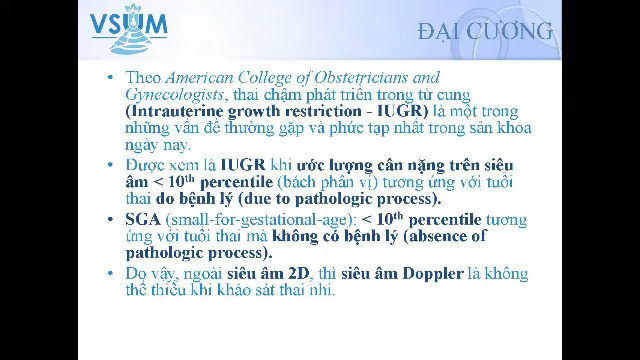 VSUM
ĐẠI CƯƠNG
Theo American College of Obstetricians and
Gynecologists, thai chậm phát triển trong tử cung
(Intrauterine growth restriction - IUGR) là một trong
những vấn đề thường gặp và phức tạp nhất trong sản khoa
ngày nay.
Được xem là IUGR khi ước lượng cân nặng trên siêu
âm < 10th percentile (bách phân vị) tương ứng với tuổi
thai do bệnh lý (due to pathologic process).
SGA (small-for-gestational-age): < 10th percentile tương
ứng với tuổi thai mà không có bệnh lý (absence of
pathologic process).
Do vậy, ngoài siêu âm 2D, thì siêu âm Doppler là không
thể thiếu khi khảo sát thai nhi.